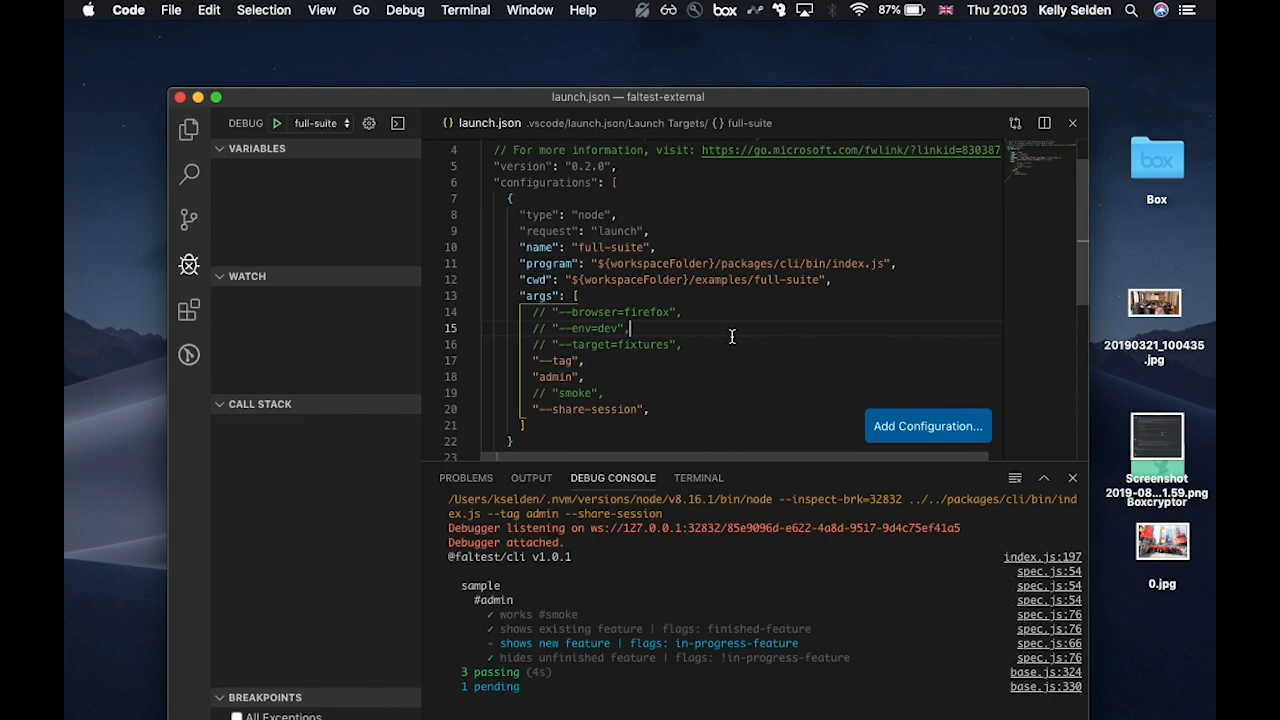 Code File Edit Selection View Go Debug Terminal Window Help box 87% Thu 20:03 Kelly Selden
launch.json — faltest-external
DEBUG full-suite
{} launch.json .vscode/launch.json/Launch Targets/ {} full-suite
VARIABLES
WATCH
CALL STACK
BREAKPOINTS
All Exceptions
4 // For more information, visit: https://go.microsoft.com/fwlink/?linkid=830387
5 "version": "0.2.0",
6 "configurations": [
7 {
8 "type": "node",
9 "request": "launch",
10 "name": "full-suite",
11 "program": "${workspaceFolder}/packages/cli/bin/index.js",
12 "cwd": "${workspaceFolder}/examples/full-suite",
13 "args": [
14 // "--browser=firefox",
15 // "--env=dev",
16 // "--target=fixtures",
17 "--tag",
18 "admin",
19 // "smoke",
20 "--share-session",
21 ]
22 }
23 ]
Add Configuration...
PROBLEMS OUTPUT DEBUG CONSOLE TERMINAL
/Users/kselden/.nvm/versions/node/v8.16.1/bin/node --inspect-brk=32832 ../../packages/cli/bin/ind
ex.js --tag admin --share-session
Debugger listening on ws://127.0.0.1:32832/85e9096d-e622-4a8d-9517-9d4c75ef41a5
Debugger attached.
@faltest/cli v1.0.1 index.js:197
spec.js:54
sample spec.js:54
#admin spec.js:54
✓ works #smoke spec.js:76
✓ shows existing feature | flags: finished-feature spec.js:76
- shows new feature | flags: in-progress-feature spec.js:66
✓ hides unfinished feature | flags: !in-progress-feature spec.js:76
3 passing (4s) base.js:324
1 pending base.js:330
box
Box
20190321_100435
.jpg
Screenshot
2019-08...1.59.png
Boxcryptor
0.jpg